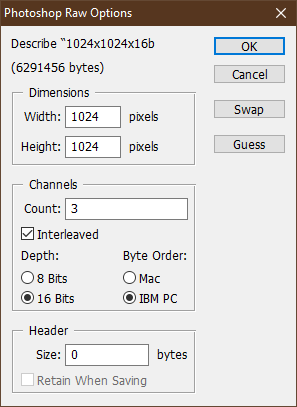 Photoshop Raw Options
Describe "1024x1024x16b
(6291456 bytes)
OK
Cancel
Swap
Guess
Dimensions
Width: 1024 pixels
Height: 1024 pixels
Channels
Count: 3
Interleaved
Depth: Byte Order:
8 Bits Mac
16 Bits IBM PC
Header
Size: 0 bytes
Retain When Saving